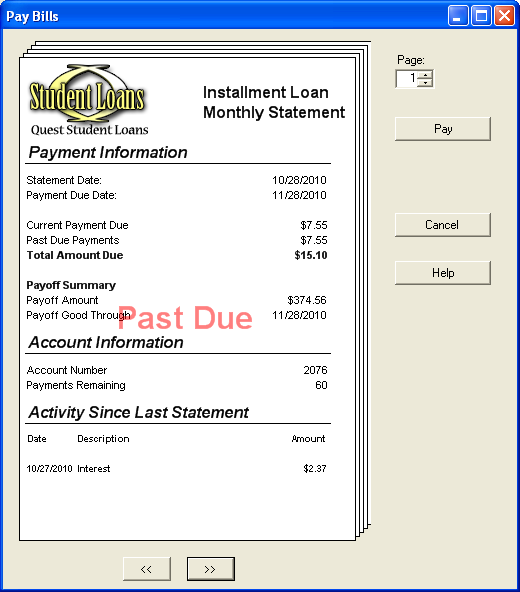 Pay Bills
Page:
1
Pay
Cancel
Help
Student Loans
Quest Student Loans
Installment Loan
Monthly Statement
Payment Information
Statement Date: 10/28/2010
Payment Due Date: 11/28/2010
Current Payment Due $7.55
Past Due Payments $7.55
Total Amount Due $15.10
Payoff Summary
Payoff Amount $374.56
Payoff Good Through 11/28/2010
Past Due
Account Information
Account Number 2076
Payments Remaining 60
Activity Since Last Statement
Date Description Amount
10/27/2010 Interest $2.37
<< >>